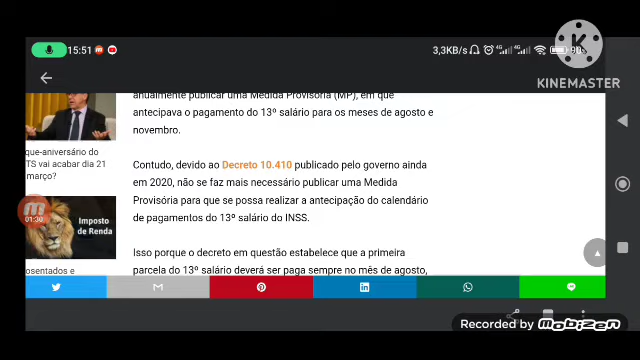 15:51
3,3KB/s 4G 4G
KINEMASTER
anualmente publicar uma Medida Provisória (MP), em que
antecipava o pagamento do 13º salário para os meses de agosto e
novembro.
que-aniversário do
TS vai acabar dia 21
março?
Contudo, devido ao Decreto 10.410 publicado pelo governo ainda
em 2020, não se faz mais necessário publicar uma Medida
Provisória para que se possa realizar a antecipação do calendário
de pagamentos do 13º salário do INSS.
01:30
Imposto
de Renda
osentados e
Isso porque o decreto em questão estabelece que a primeira
parcela do 13º salário deverá ser paga sempre no mês de agosto,
Recorded by Mobizen